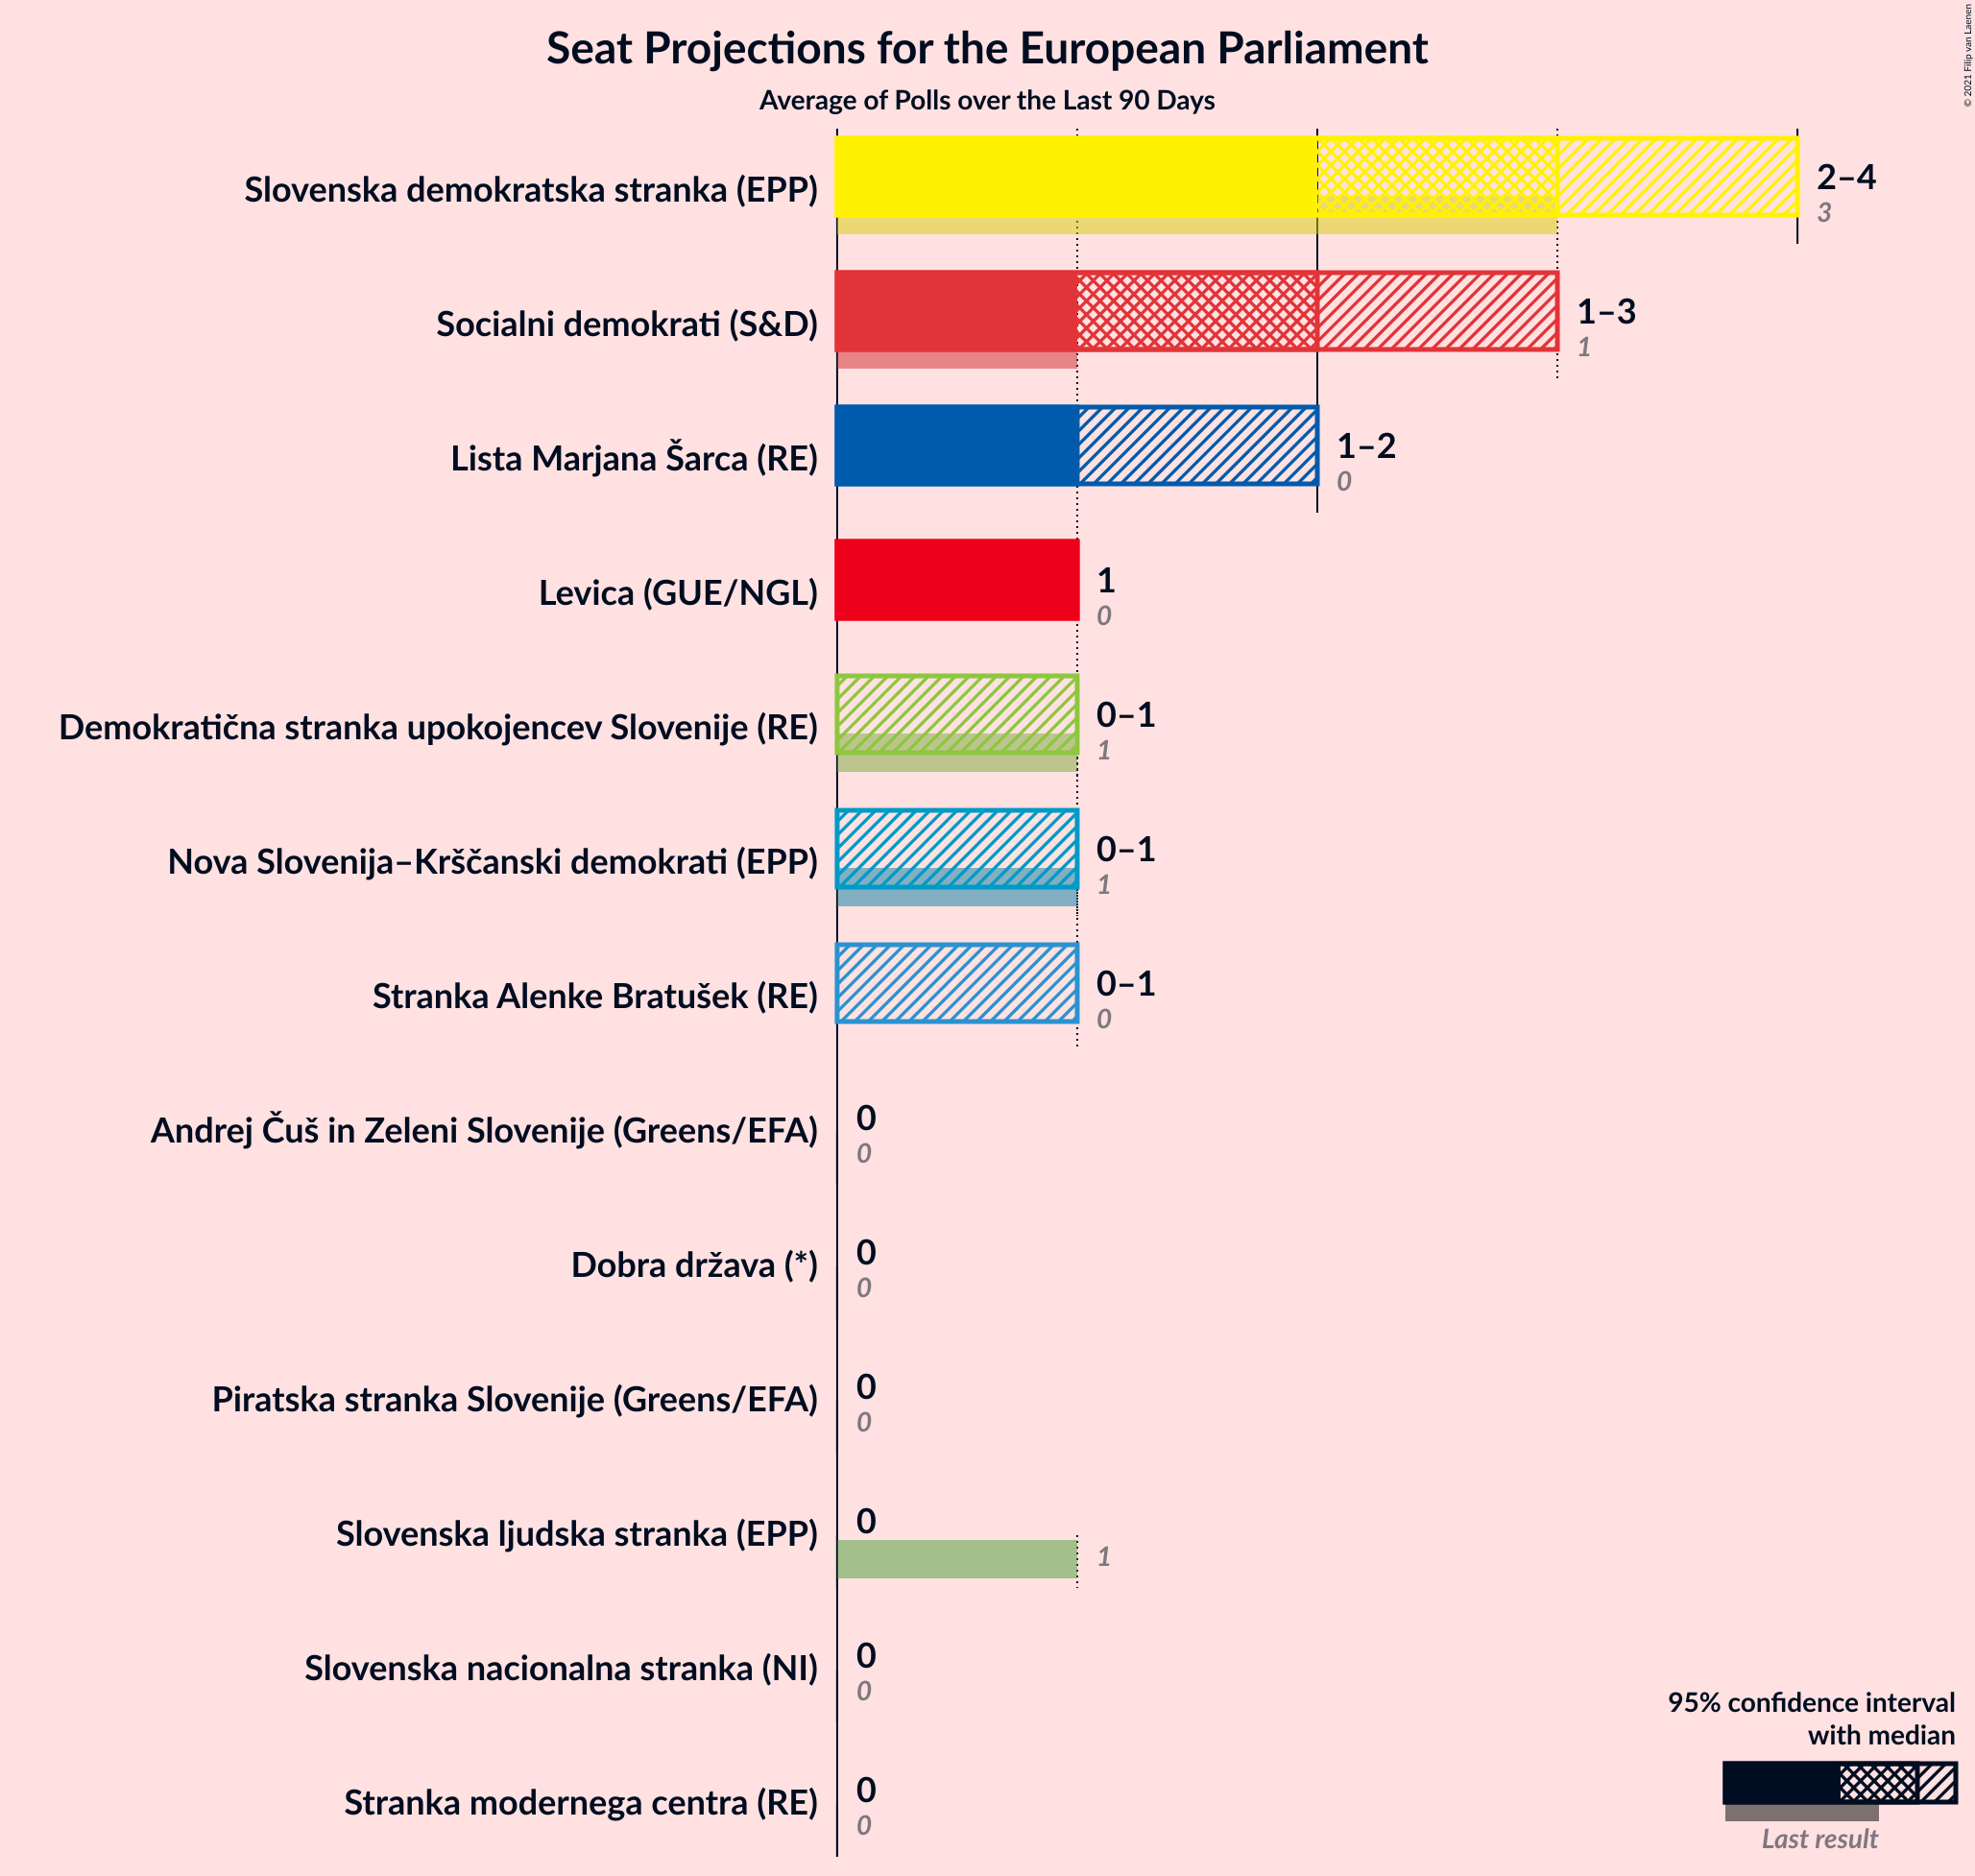 Seat Projections for the European Parliament
Average of Polls over the Last 90 Days
© 2021 Filip van Laenen
Slovenska demokratska stranka (EPP)
2–4
3
Socialni demokrati (S&D)
1–3
1
Lista Marjana Šarca (RE)
1–2
0
Levica (GUE/NGL)
1
0
Demokratična stranka upokojencev Slovenije (RE)
0–1
1
Nova Slovenija–Krščanski demokrati (EPP)
0–1
1
Stranka Alenke Bratušek (RE)
0–1
0
Andrej Čuš in Zeleni Slovenije (Greens/EFA)
0
0
Dobra država (*)
0
0
Piratska stranka Slovenije (Greens/EFA)
0
0
Slovenska ljudska stranka (EPP)
0
1
Slovenska nacionalna stranka (NI)
0
0
Stranka modernega centra (RE)
0
0
95% confidence interval
with median
Last result